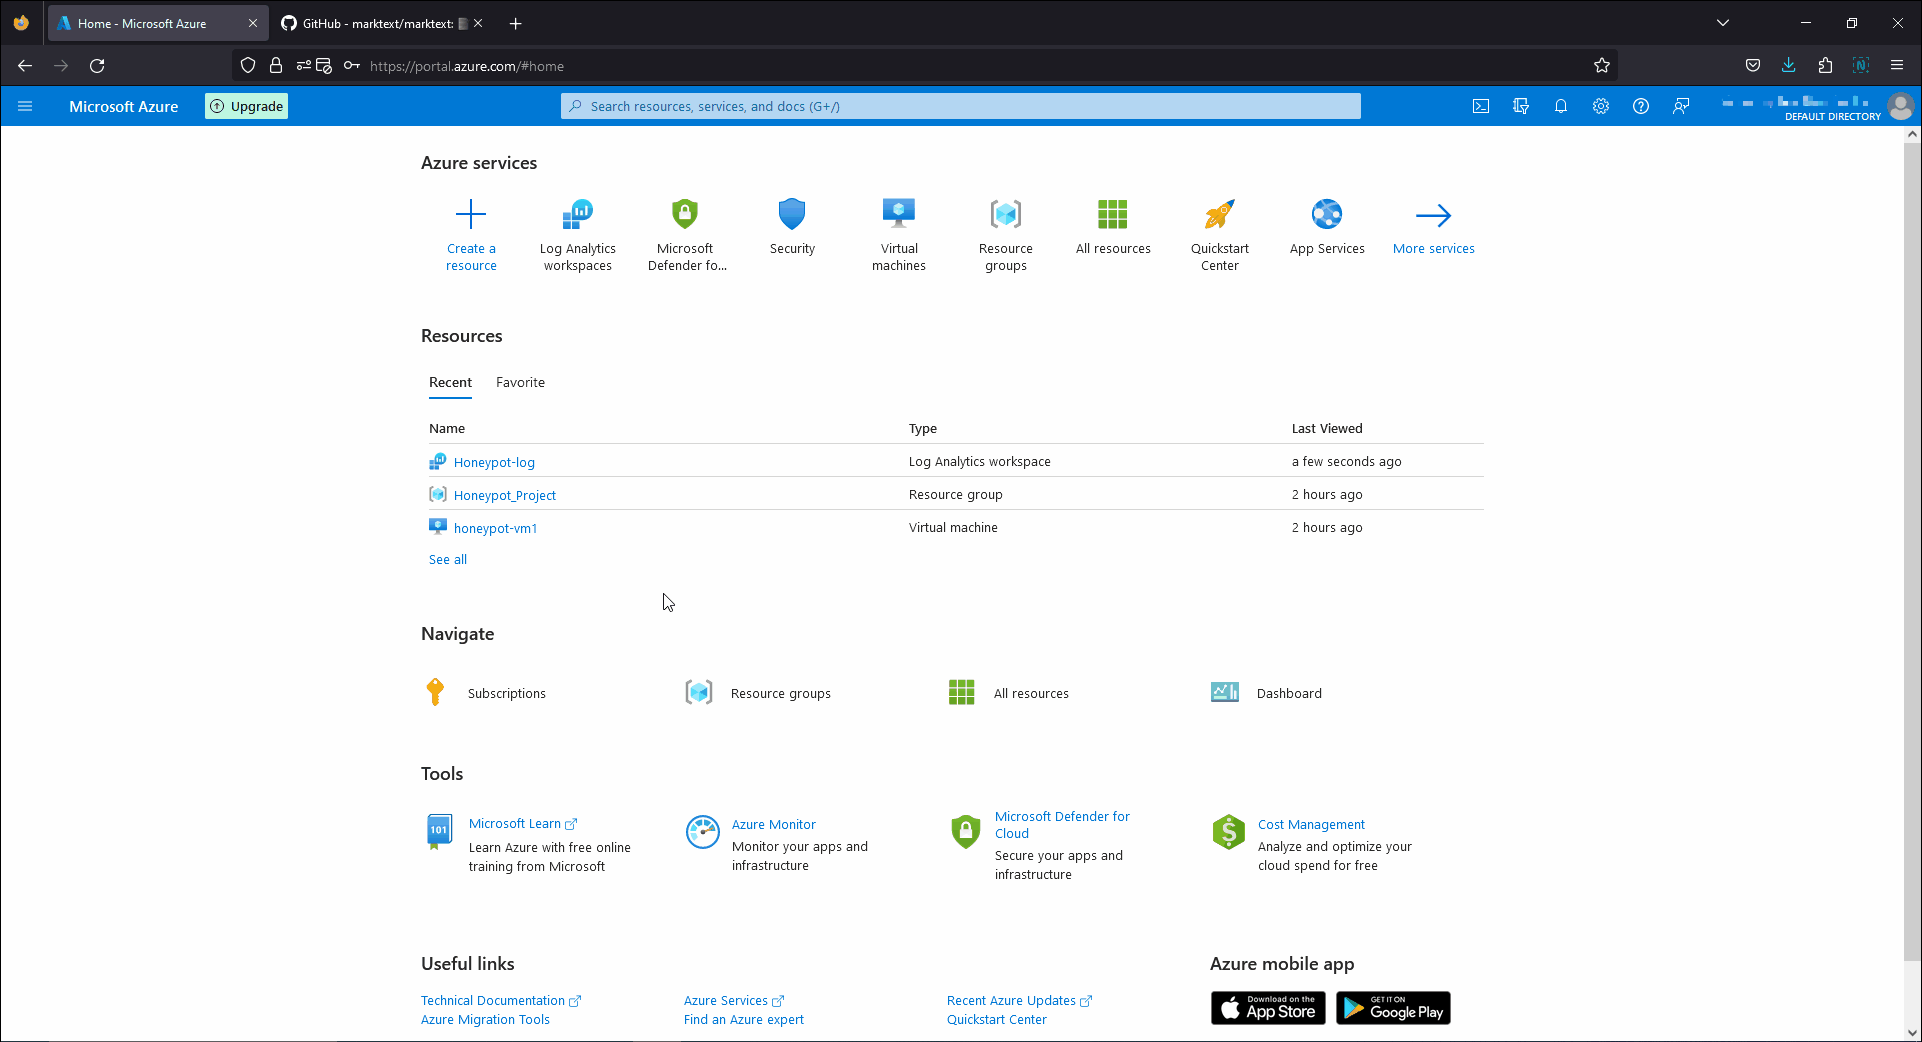 Home - Microsoft Azure
GitHub - marktext/marktext:
https://portal.azure.com/#home
Microsoft Azure
Upgrade
Search resources, services, and docs (G+/)
DEFAULT DIRECTORY
Azure services
Create a
resource
Log Analytics
workspaces
Microsoft
Defender fo...
Security
Virtual
machines
Resource
groups
All resources
Quickstart
Center
App Services
More services
Resources
Recent
Favorite
Name
Type
Last Viewed
Honeypot-log
Log Analytics workspace
a few seconds ago
Honeypot_Project
Resource group
2 hours ago
honeypot-vm1
Virtual machine
2 hours ago
See all
Navigate
Subscriptions
Resource groups
All resources
Dashboard
Tools
101
Microsoft Learn
Learn Azure with free online
training from Microsoft
Azure Monitor
Monitor your apps and
infrastructure
Microsoft Defender for
Cloud
Secure your apps and
infrastructure
$
Cost Management
Analyze and optimize your
cloud spend for free
Useful links
Technical Documentation
Azure Migration Tools
Azure Services
Find an Azure expert
Recent Azure Updates
Quickstart Center
Azure mobile app
Download on the
App Store
GET IT ON
Google Play